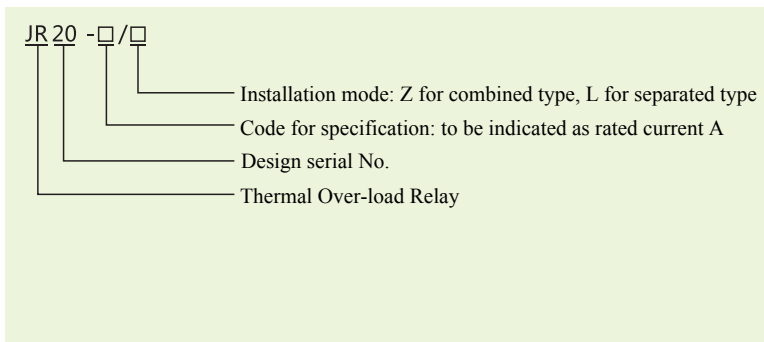 JR20 -□/□
Installation mode: Z for combined type, L for separated type
Code for specification: to be indicated as rated current A
Design serial No.
Thermal Over-load Relay